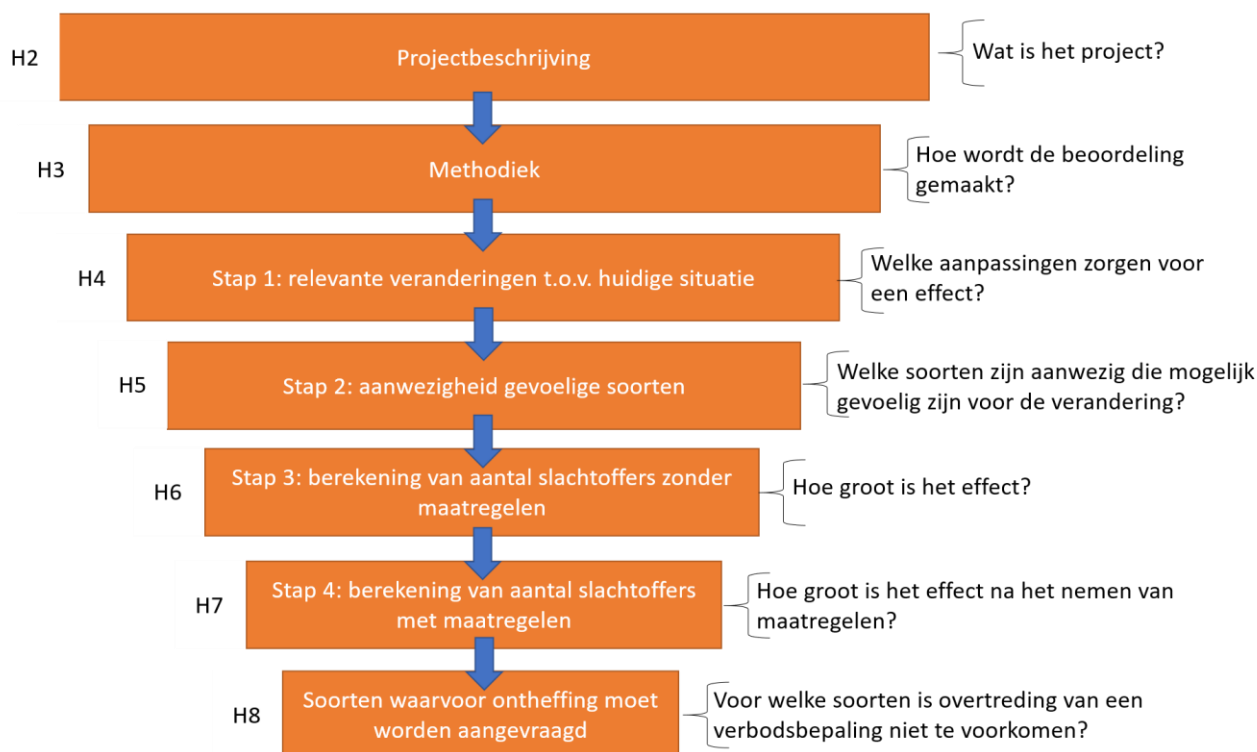 H2
Projectbeschrijving
Wat is het project?
H3
Methodiek
Hoe wordt de beoordeling
gemaakt?
H4
Stap 1: relevante veranderingen t.o.v. huidige situatie
Welke aanpassingen zorgen voor
een effect?
H5
Stap 2: aanwezigheid gevoelige soorten
Welke soorten zijn aanwezig die mogelijk
gevoelig zijn voor de verandering?
H6
Stap 3: berekening van aantal slachtoffers zonder
maatregelen
Hoe groot is het effect?
H7
Stap 4: berekening van aantal slachtoffers
met maatregelen
Hoe groot is het effect na het nemen van
maatregelen?
H8
Soorten waarvoor ontheffing moet
worden aangevraagd
Voor welke soorten is overtreding van een
verbodsbepaling niet te voorkomen?